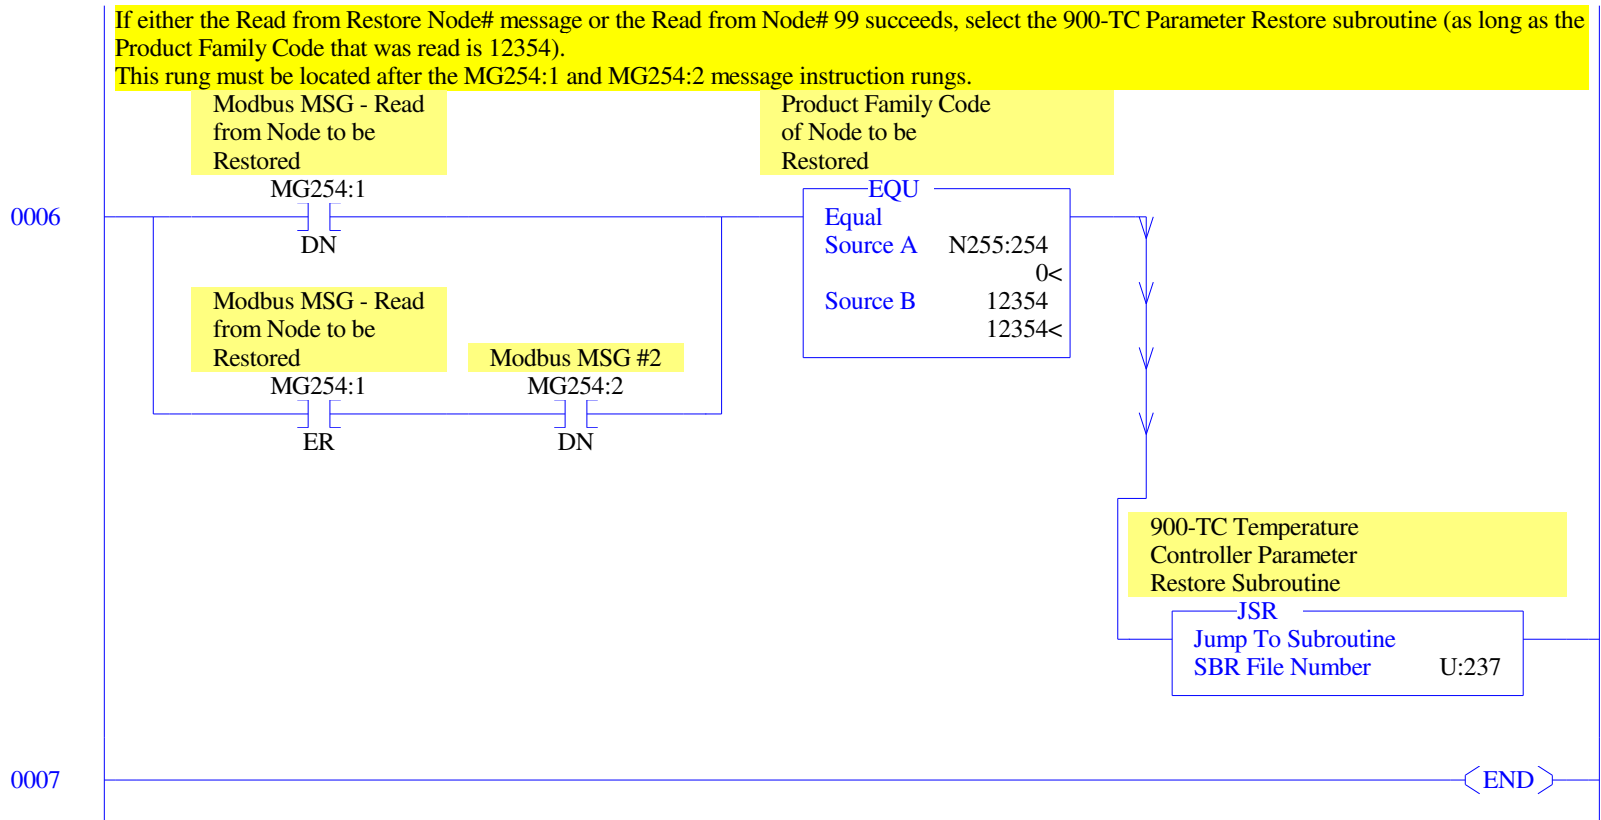 If either the Read from Restore Node# message or the Read from Node# 99 succeeds, select the 900-TC Parameter Restore subroutine (as long as the
Product Family Code that was read is 12354).
This rung must be located after the MG254:1 and MG254:2 message instruction rungs.
Modbus MSG - Read
from Node to be
Restored
MG254:1
DN
Product Family Code
of Node to be
Restored
EQU
Equal
Source A N255:254
0<
Source B 12354
12354<
0006
Modbus MSG - Read
from Node to be
Restored
MG254:1
ER
Modbus MSG #2
MG254:2
DN
900-TC Temperature
Controller Parameter
Restore Subroutine
JSR
Jump To Subroutine
SBR File Number U:237
0007
END